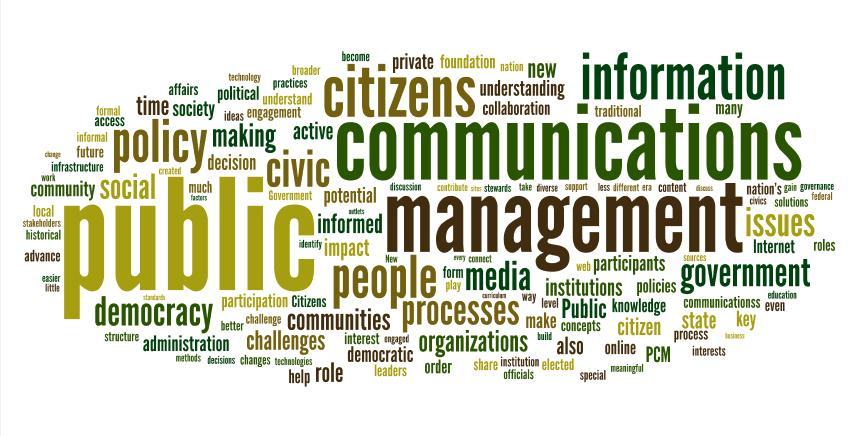 become
private
foundation
nation
new
information
broader
technology
practices
citizens
understanding
affairs
political
understand
collaboration
time
society
ideas
engagement
traditional
many
formal
access
informal
future
policy
making
active
communications
change
infrastructure
decision
civic
work
community
social
created
much
factors
Government
potential
discussion
contribute
sites
stewards
take
diverse
support
less
different
era
content
discuss
nation's
gain
governance
civics
solutions
federal
local
stakeholders
historical
public
outlets
informed
management
issues
identify
impact
Internet
roles
advance
easier
little
people
New
every
connect
form
play
media
web
participants
sources
government
institutions
policies
standards
democracy
participation
Citizens
curriculum
way
level
Public
knowledge
communicationss
education
even
better
challenge
communities
processes
make
concepts
citizen
state
key
structure
administration
challenges
interest
engaged
organizations
build
also
online
process
business
PCM
interests
methods
decisions
changes
technologies
democratic
leaders
order
share
institution
elected
officials
special
meaningful
help
role